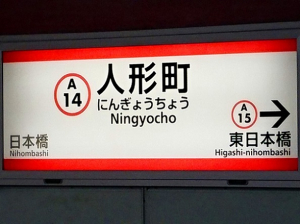 A
14
人形町
にんぎょうちょう
Ningyocho
日本橋
Nihombashi
A
15
→
東日本橋
Higashi-nihombashi